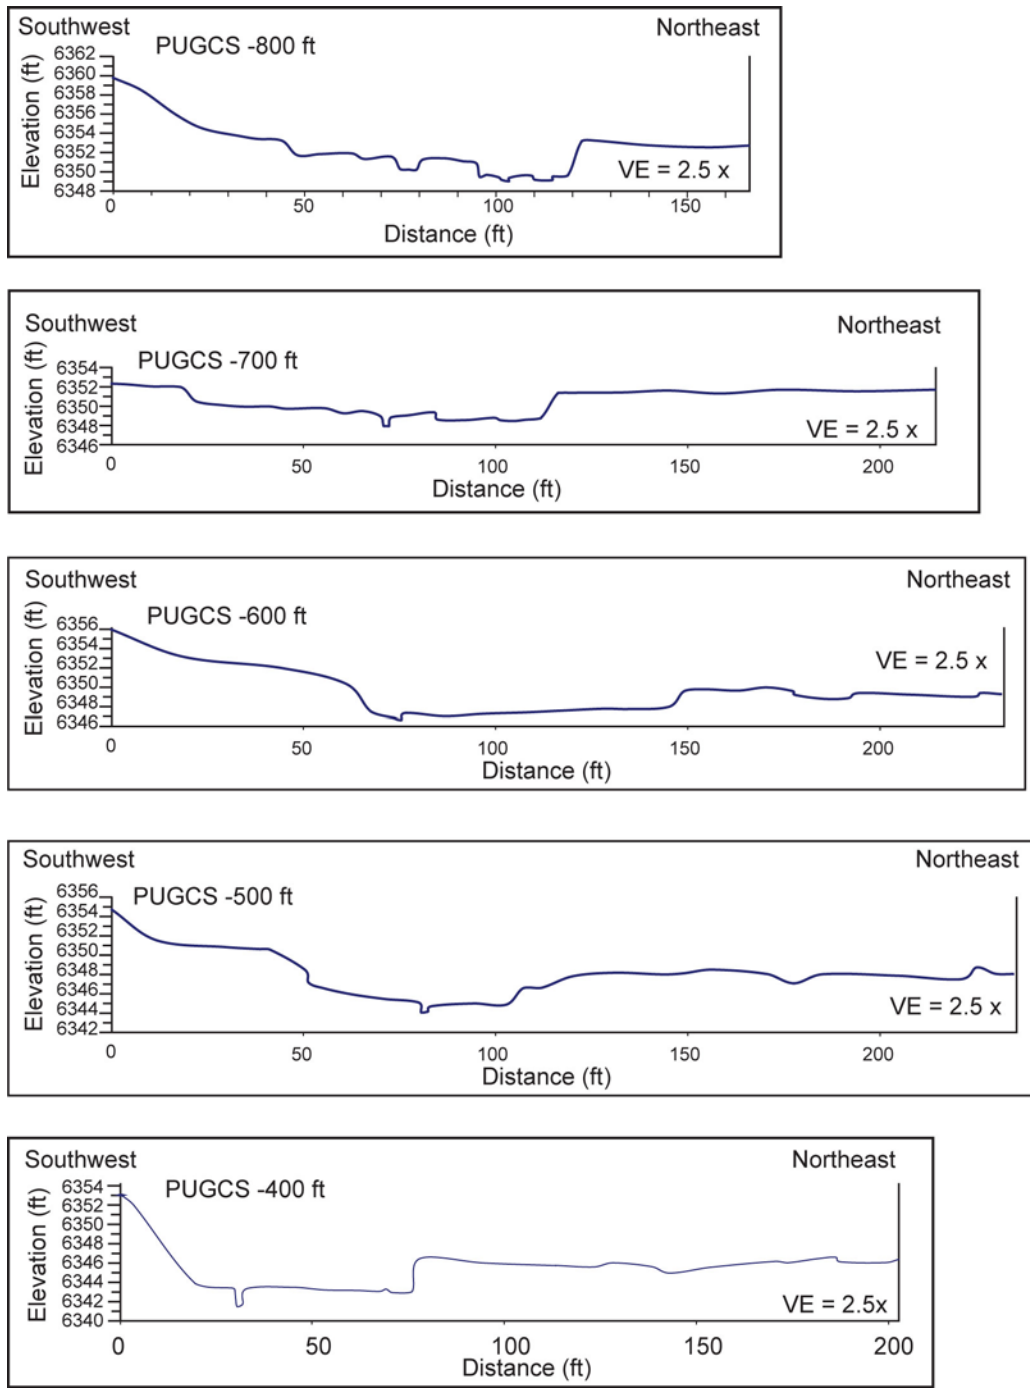 Southwest
Northeast
PUGCS -800 ft
Elevation (ft)
6362
6360
6358
6356
6354
6352
6350
6348
VE = 2.5 x
0 50 100 150
Distance (ft)
Southwest
Northeast
PUGCS -700 ft
Elevation (ft)
6354
6352
6350
6348
6346
VE = 2.5 x
0 50 100 150 200
Distance (ft)
Southwest
Northeast
PUGCS -600 ft
Elevation (ft)
6356
6354
6352
6350
6348
6346
VE = 2.5 x
0 50 100 150 200
Distance (ft)
Southwest
Northeast
PUGCS -500 ft
Elevation (ft)
6356
6354
6352
6350
6348
6346
6344
6342
VE = 2.5 x
0 50 100 150 200
Distance (ft)
Southwest
Northeast
PUGCS -400 ft
Elevation (ft)
6354
6352
6350
6348
6346
6344
6342
6340
VE = 2.5x
0 50 100 150 200
Distance (ft)